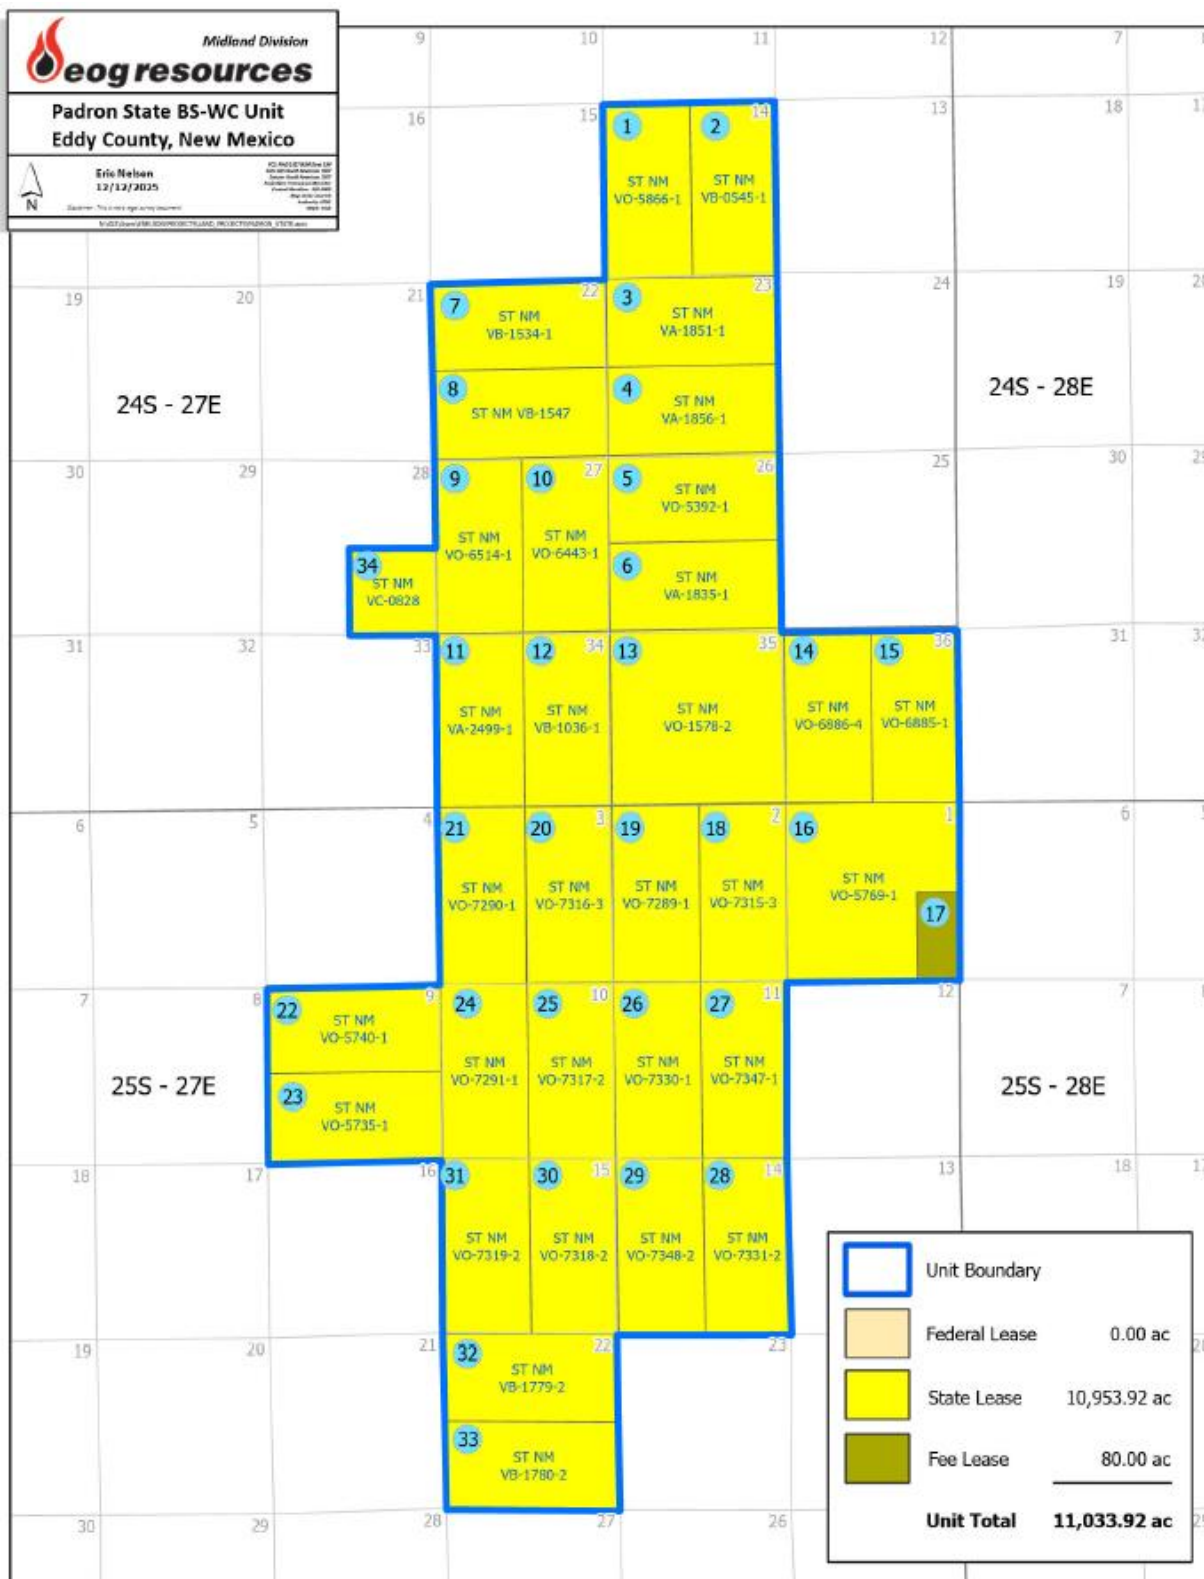 Midland Division
eog resources
Padron State BS-WC Unit
Eddy County, New Mexico
Eric Nelson
12/12/2025
N
9
10
11
12
7
16
15
14
13
18
1
ST NM
VO-5866-1
2
ST NM
VB-0545-1
19
20
21
22
23
24
19
7
ST NM
VB-1534-1
3
ST NM
VA-1851-1
24S - 27E
8
ST NM VB-1547
4
ST NM
VA-1856-1
24S - 28E
30
29
28
27
26
25
30
9
ST NM
VO-6514-1
10
ST NM
VO-6443-1
5
ST NM
VO-5392-1
34
ST NM
VC-0828
6
ST NM
VA-1835-1
31
32
33
34
35
36
31
11
ST NM
VA-2499-1
12
ST NM
VB-1036-1
13
ST NM
VO-1578-2
14
ST NM
VO-6886-4
15
ST NM
VO-6885-1
6
5
4
3
2
1
6
21
ST NM
VO-7290-1
20
ST NM
VO-7316-3
19
ST NM
VO-7289-1
18
ST NM
VO-7315-3
16
ST NM
VO-5769-1
17
7
8
9
10
11
12
7
22
ST NM
VO-5740-1
24
ST NM
VO-7291-1
25
ST NM
VO-7317-2
26
ST NM
VO-7330-1
27
ST NM
VO-7347-1
25S - 27E
23
ST NM
VO-5735-1
25S - 28E
18
17
16
15
14
13
18
31
ST NM
VO-7319-2
30
ST NM
VO-7318-2
29
ST NM
VO-7348-2
28
ST NM
VO-7331-2
19
20
21
22
23
32
ST NM
VB-1779-2
33
ST NM
VB-1780-2
30
29
28
27
26
Unit Boundary
Federal Lease 0.00 ac
State Lease 10,953.92 ac
Fee Lease 80.00 ac
Unit Total 11,033.92 ac